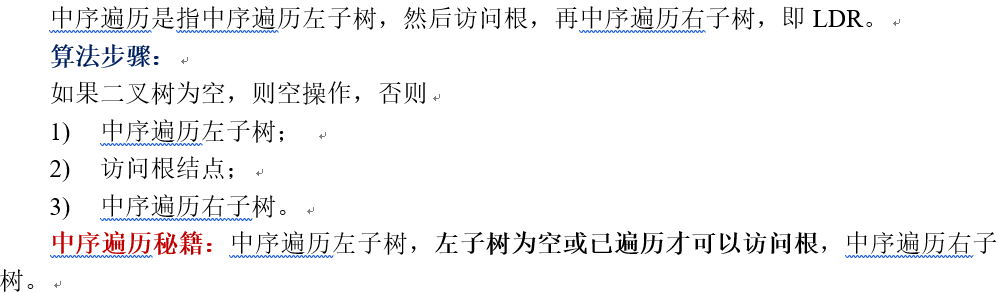 中序遍历是指中序遍历左子树，然后访问根，再中序遍历右子树，即 LDR。
算法步骤：
如果二叉树为空，则空操作，否则
1) 中序遍历左子树；
2) 访问根结点；
3) 中序遍历右子树。
中序遍历秘籍：中序遍历左子树，左子树为空或已遍历才可以访问根，中序遍历右子
树。